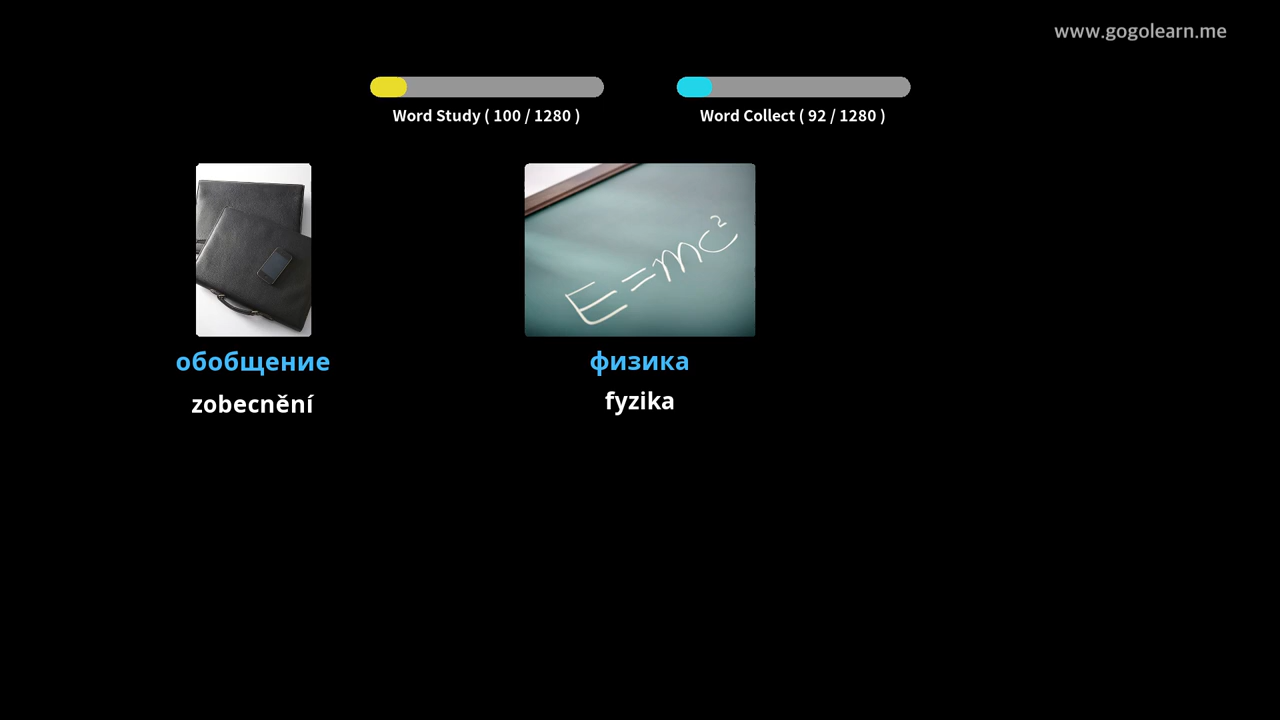 www.gogolearn.me
Word Study ( 100 / 1280 )
Word Collect ( 92 / 1280 )
E=mc²
обобщение
физика
zobecnění
fyzika